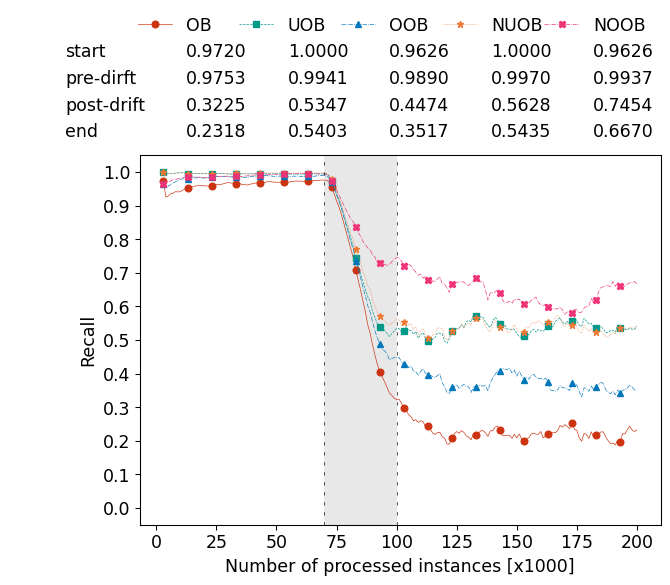 OB UOB OOB NUOB NOOB
start 0.9720 1.0000 0.9626 1.0000 0.9626
pre-dirft 0.9753 0.9941 0.9890 0.9970 0.9937
post-drift 0.3225 0.5347 0.4474 0.5628 0.7454
end 0.2318 0.5403 0.3517 0.5435 0.6670
1.0
0.9
0.8
0.7
0.6
0.5
0.4
0.3
0.2
0.1
0.0
Recall
0 25 50 75 100 125 150 175 200
Number of processed instances [x1000]